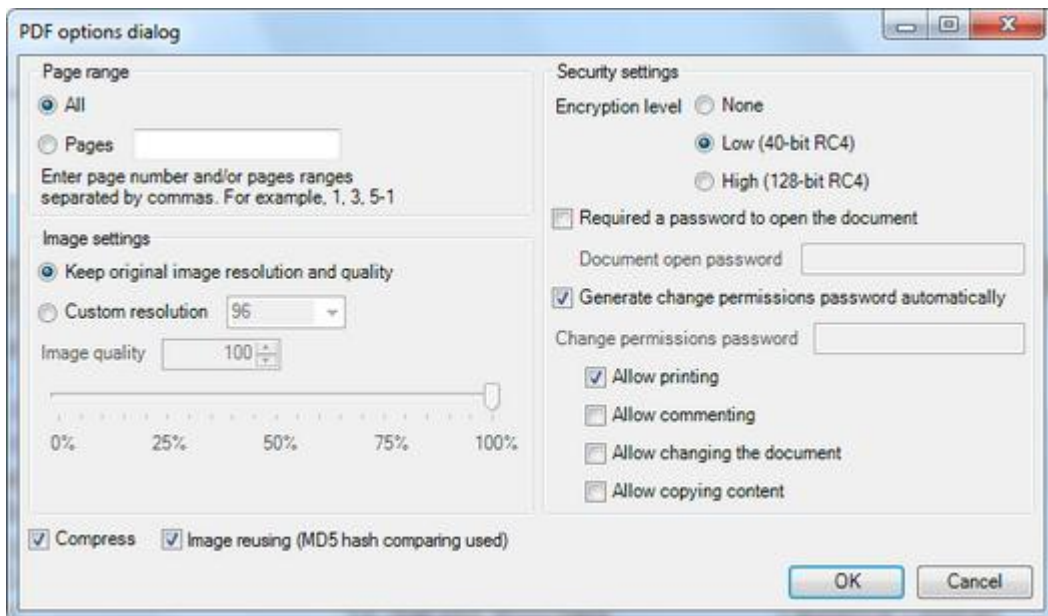 PDF options dialog
Page range
All
Pages
Enter page number and/or pages ranges
separated by commas. For example, 1, 3, 5-1
Image settings
Keep original image resolution and quality
Custom resolution 96
Image quality 100
0% 25% 50% 75% 100%
Security settings
Encryption level None
Low (40-bit RC4)
High (128-bit RC4)
Required a password to open the document
Document open password
Generate change permissions password automatically
Change permissions password
Allow printing
Allow commenting
Allow changing the document
Allow copying content
Compress Image reusing (MD5 hash comparing used)
OK Cancel